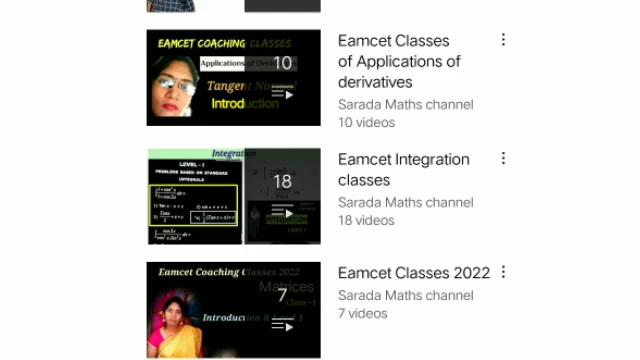 EAMCET COACHING CLASSES
Applications of Derivatives
Tangent Normal
Introduction
10
Eamcet Classes
of Applications of
derivatives
Sarada Maths channel
10 videos
Integration
LEVEL - 1
PROBLEMS BASED ON STANDARD
INTEGRALS
18
Eamcet Integration
classes
Sarada Maths channel
18 videos
Eamcet Coaching Classes 2022
Matrices
7
Class -1
Introduction & Level 1
Eamcet Classes 2022
Sarada Maths channel
7 videos